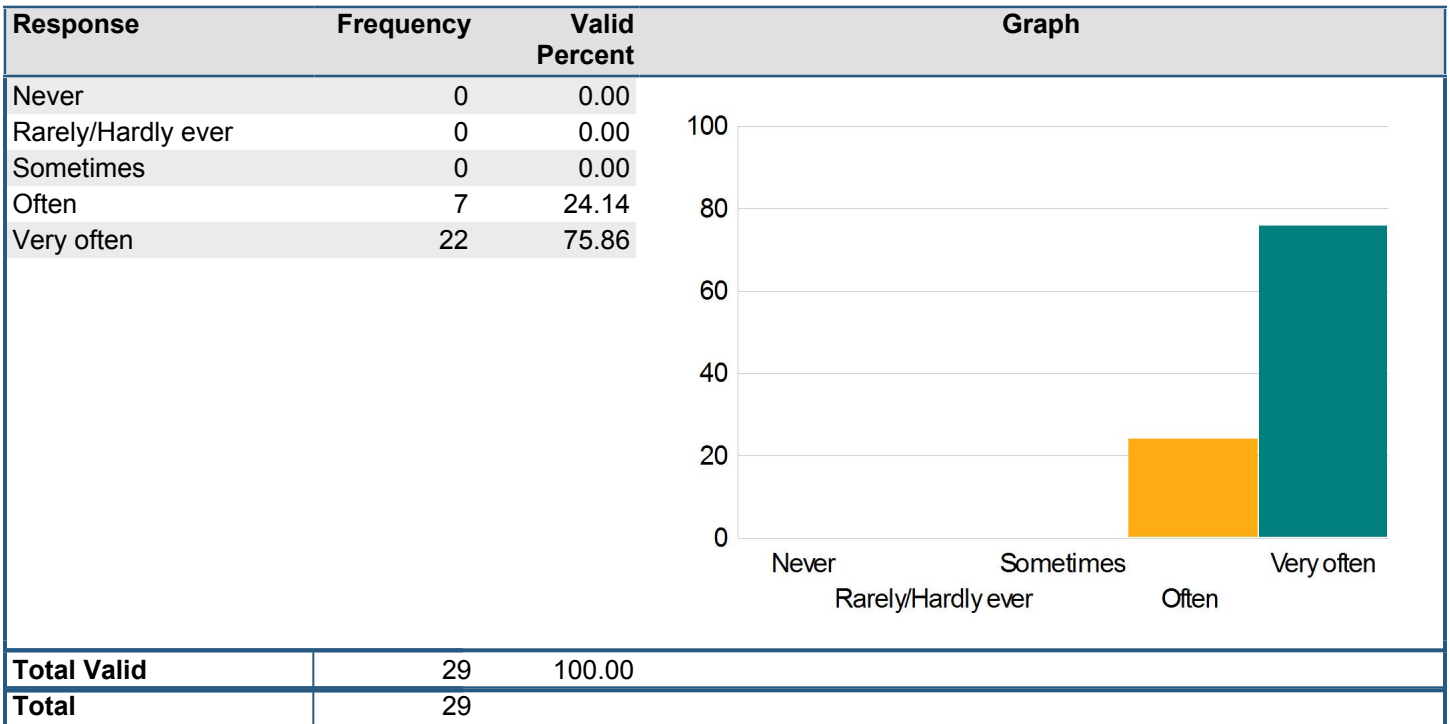 Response Frequency Valid Percent Graph
Never 0 0.00
Rarely/Hardly ever 0 0.00
Sometimes 0 0.00
Often 7 24.14
Very often 22 75.86
100
80
60
40
20
0
Never Sometimes Very often
Rarely/Hardly ever Often
Total Valid 29 100.00
Total 29